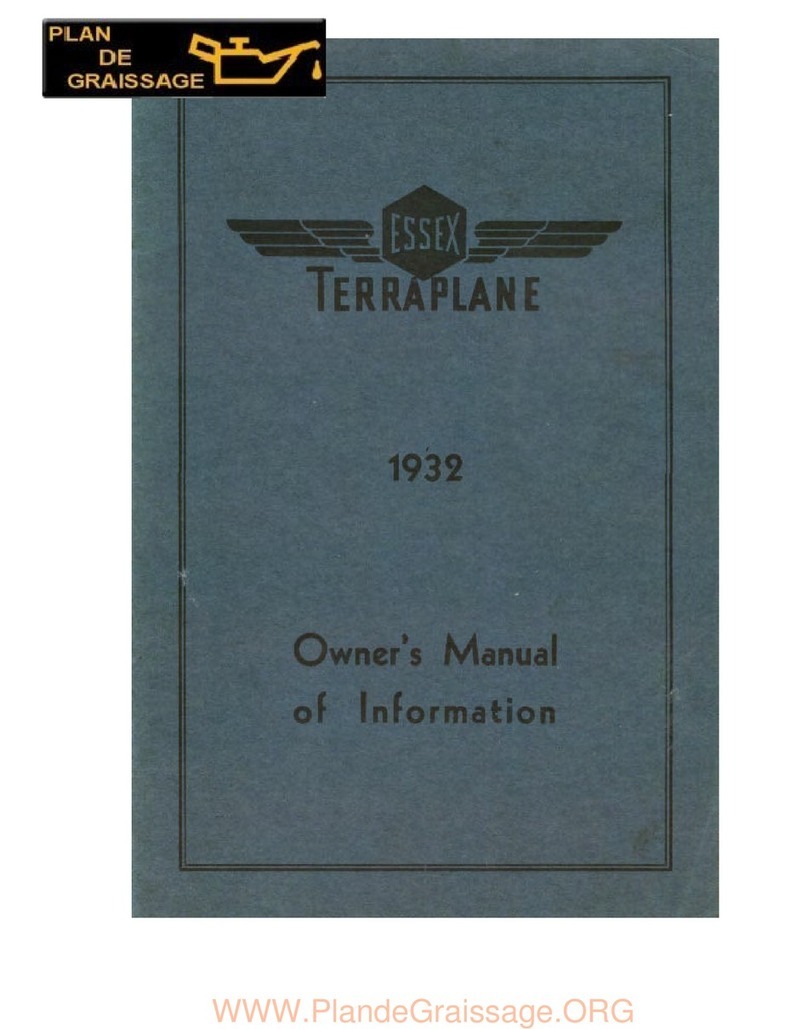 PLAN
DE
GRAISSAGE
ESSEX
TERRAPLANE
1932
Owner's Manual
of Information
WWW.PlandeGraissage.ORG